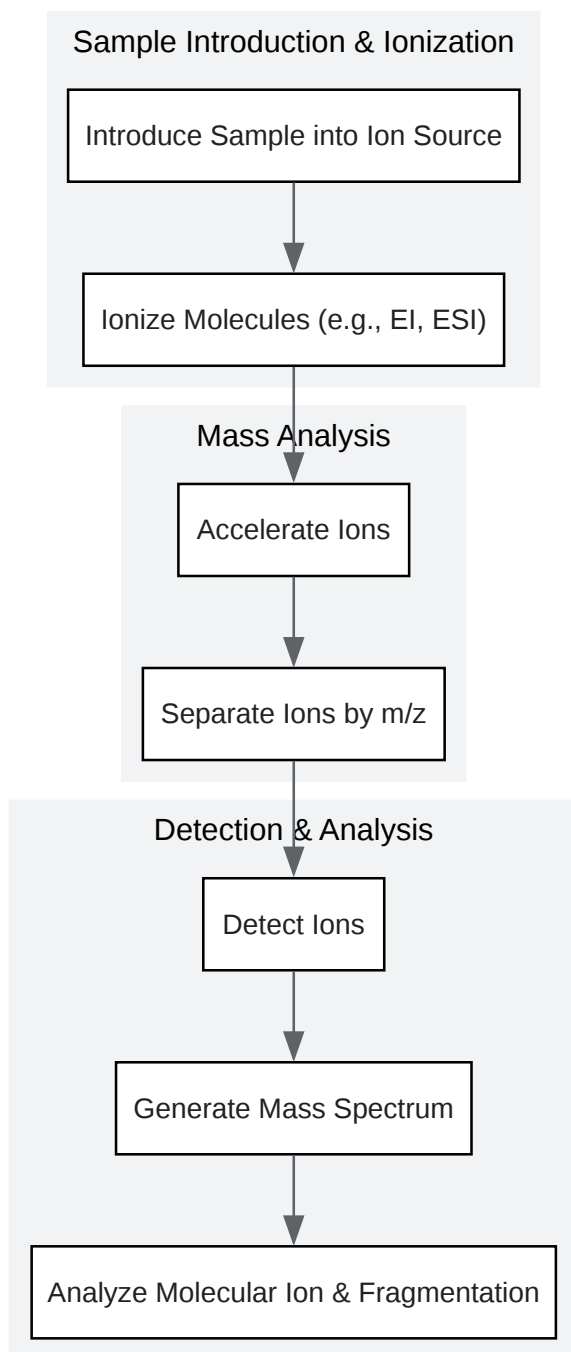 Sample Introduction & Ionization
Introduce Sample into Ion Source
Ionize Molecules (e.g., EI, ESI)
Mass Analysis
Accelerate Ions
Separate Ions by m/z
Detection & Analysis
Detect Ions
Generate Mass Spectrum
Analyze Molecular Ion & Fragmentation